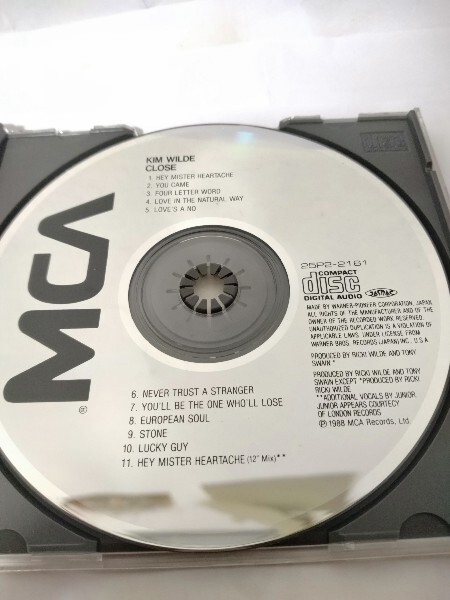 KIM WILDE
CLOSE
1. HEY MISTER HEARTACHE
2. YOU CAME
3. FOUR LETTER WORD
4. LOVE IN THE NATURAL WAY
5. LOVE'S A NO
MCA
®
25P2-2161
COMPACT
disc
DIGITAL AUDIO
JASRAC
MADE BY WARNER-PIONEER CORPORATION, JAPAN
ALL RIGHTS OF THE MANUFACTURER AND OF THE
OWNER OF THE RECORDED WORK RESERVED.
UNAUTHORIZED DUPLICATION IS A VIOLATION OF
APPLICABLE LAWS. UNDER LICENSE FROM
WARNER BROS. RECORDS (JAPAN) INC., U.S.A
PRODUCED BY RICKI WILDE AND TONY
SWAIN *
PRODUCED BY RICKI WILDE AND TONY
SWAIN EXCEPT *PRODUCED BY RICKI
WILDE
**ADDITIONAL VOCALS BY JUNIOR,
JUNIOR APPEARS COURTECY
OF LONDON RECORDS
℗ 1988 MCA Records, Ltd.
6. NEVER TRUST A STRANGER
7. YOU'LL BE THE ONE WHO'LL LOSE
8. EUROPEAN SOUL
9. STONE
10. LUCKY GUY
11. HEY MISTER HEARTACHE (12" Mix)**